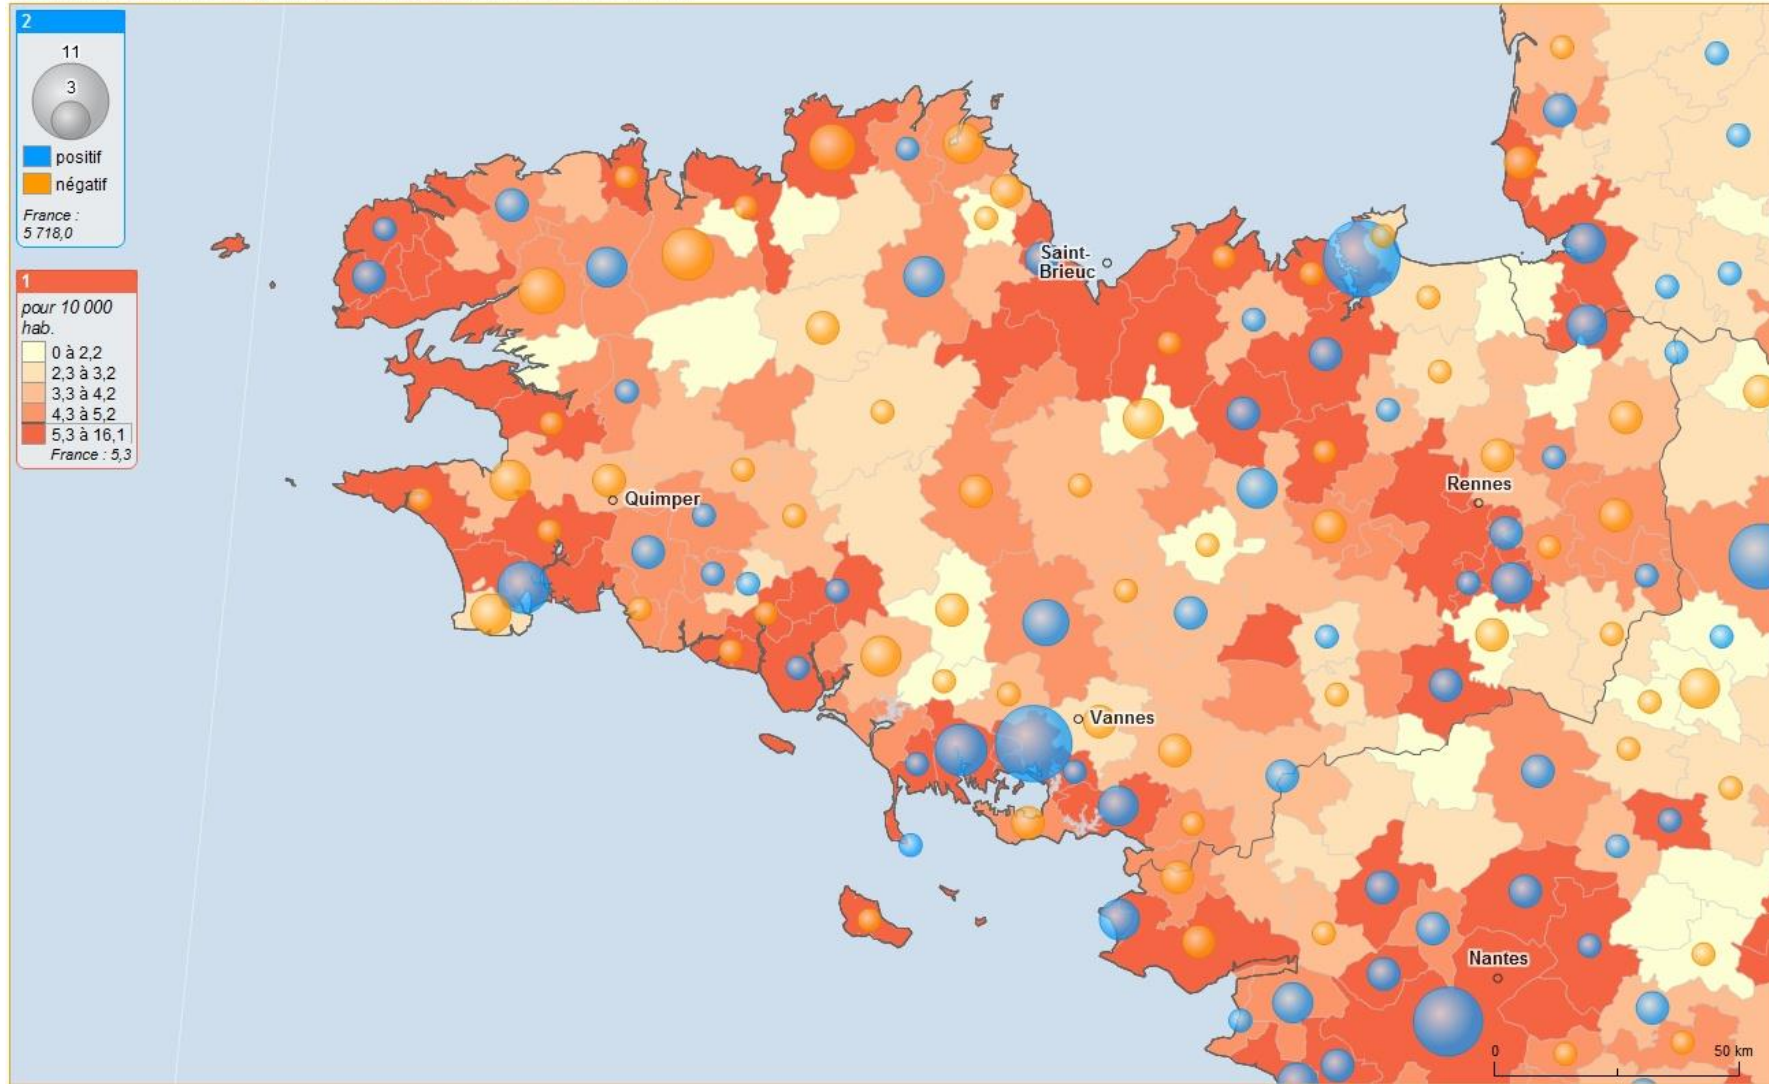 2
11
3
positif
négatif
France :
5 718,0
1
pour 10 000
hab.
0 à 2,2
2,3 à 3,2
3,3 à 4,2
4,3 à 5,2
5,3 à 16,1
France : 5,3
Saint-
Brieuc
Quimper
Rennes
Vannes
Nantes
0
50 km